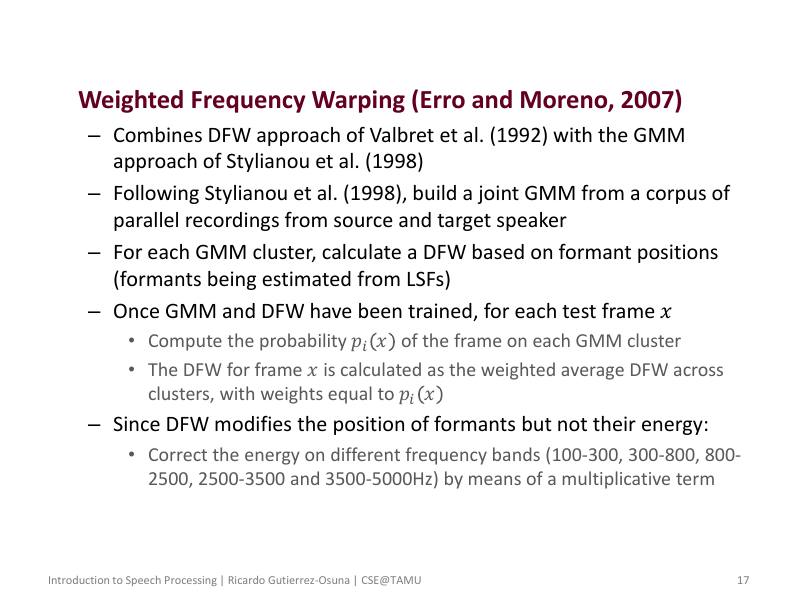 Weighted Frequency Warping (Erro and Moreno, 2007)
– Combines DFW approach of Valbret et al. (1992) with the GMM
approach of Stylianou et al. (1998)
– Following Stylianou et al. (1998), build a joint GMM from a corpus of
parallel recordings from source and target speaker
– For each GMM cluster, calculate a DFW based on formant positions
(formants being estimated from LSFs)
– Once GMM and DFW have been trained, for each test frame 𝑥
• Compute the probability 𝑝ᵢ(𝑥) of the frame on each GMM cluster
• The DFW for frame 𝑥 is calculated as the weighted average DFW across
clusters, with weights equal to 𝑝ᵢ(𝑥)
– Since DFW modifies the position of formants but not their energy:
• Correct the energy on different frequency bands (100-300, 300-800, 800-
2500, 2500-3500 and 3500-5000Hz) by means of a multiplicative term
Introduction to Speech Processing | Ricardo Gutierrez-Osuna | CSE@TAMU 17